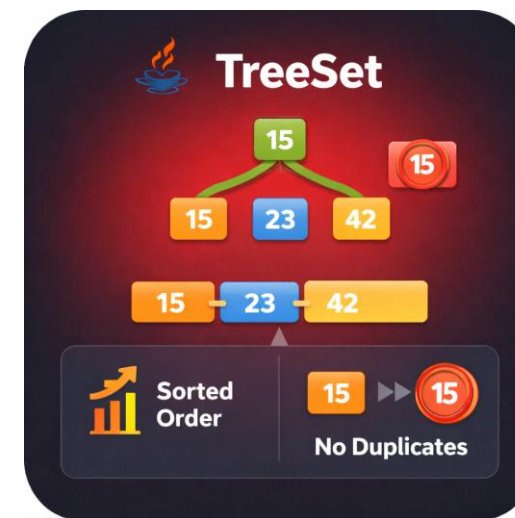 TreeSet
15
15
15 23 42
15 23 42
Sorted
Order
15 15
No Duplicates